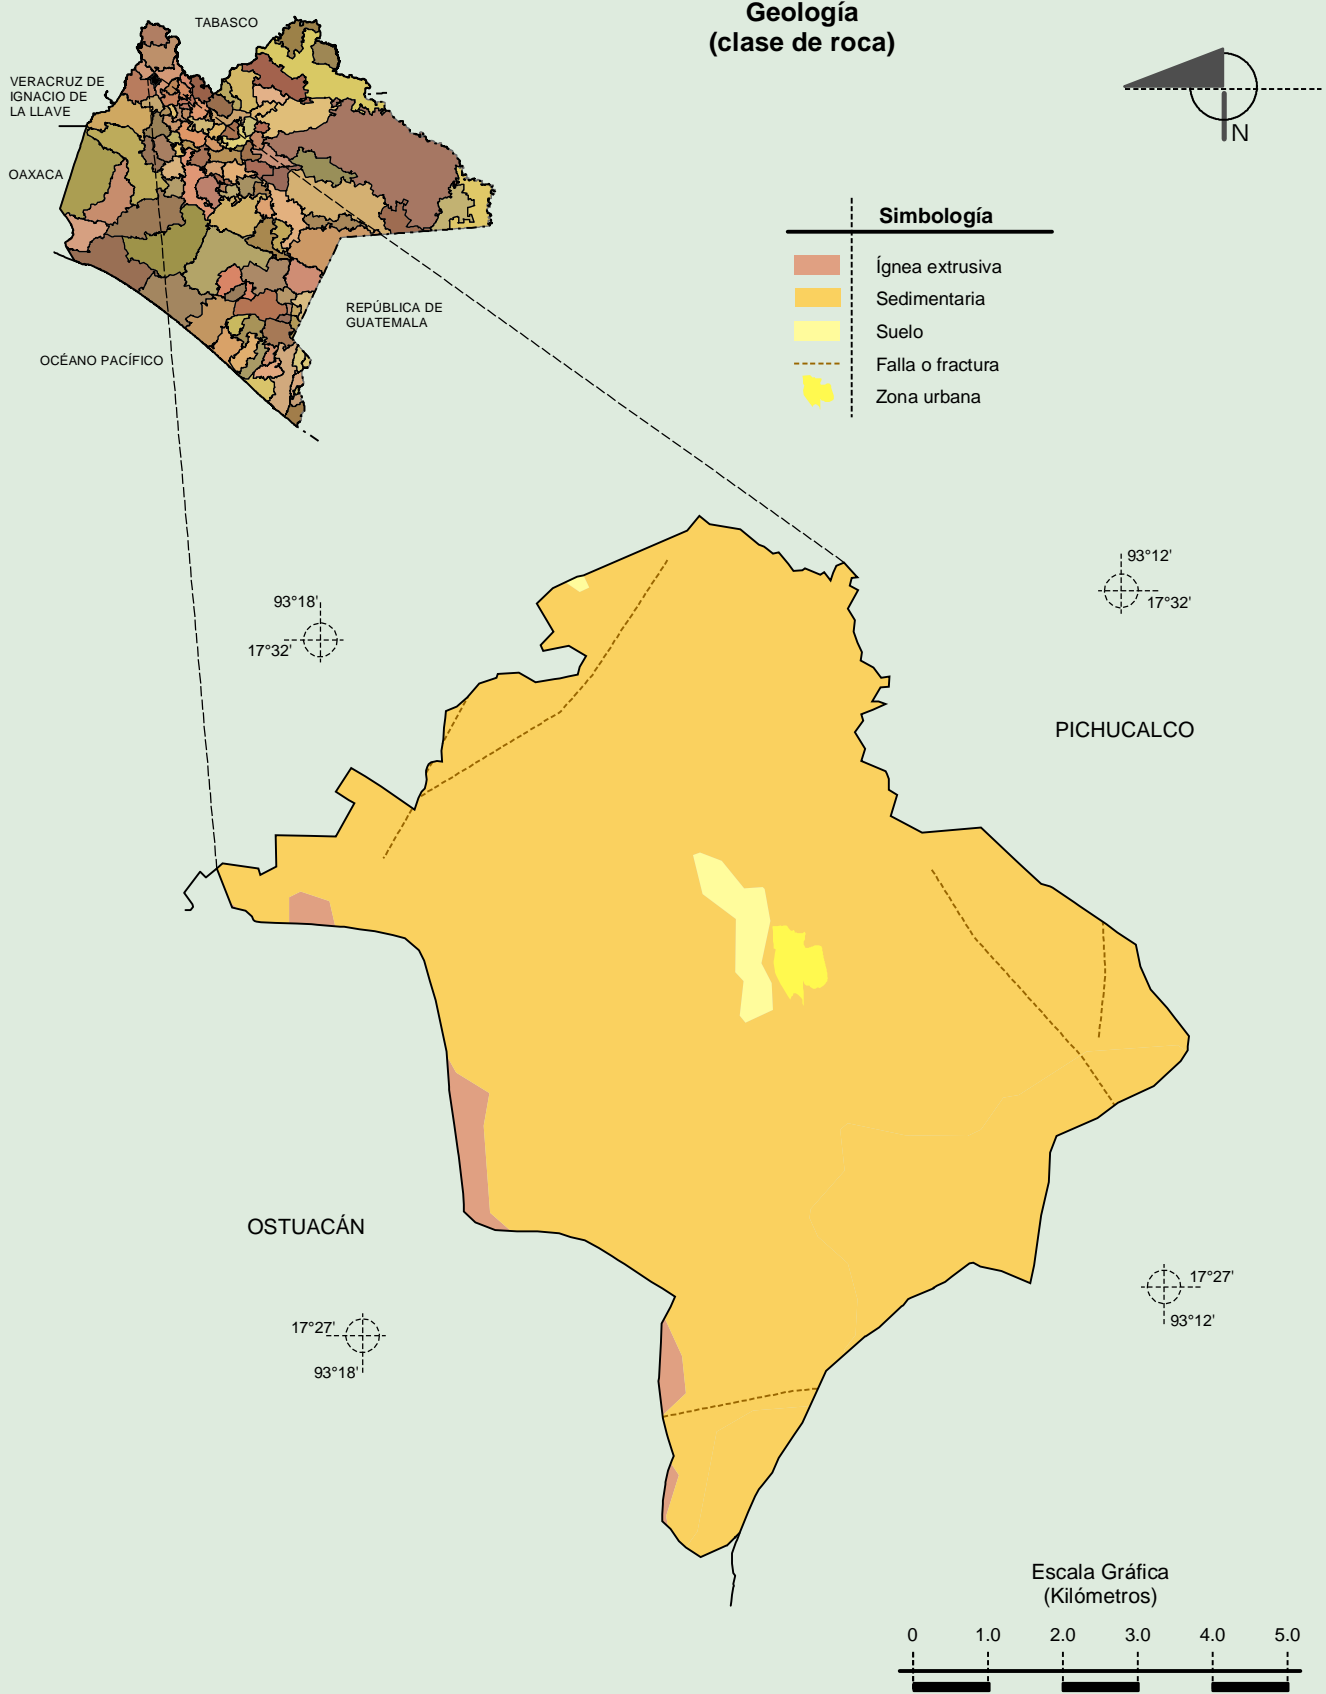 Geología
(clase de roca)
TABASCO
VERACRUZ DE
IGNACIO DE
LA LLAVE
OAXACA
REPÚBLICA DE
GUATEMALA
OCÉANO PACÍFICO
N
Simbología
Ígnea extrusiva
Sedimentaria
Suelo
Falla o fractura
Zona urbana
93°18'
17°32'
93°12'
17°32'
PICHUCALCO
OSTUACÁN
17°27'
93°18'
17°27'
93°12'
Escala Gráfica
(Kilómetros)
0 1.0 2.0 3.0 4.0 5.0